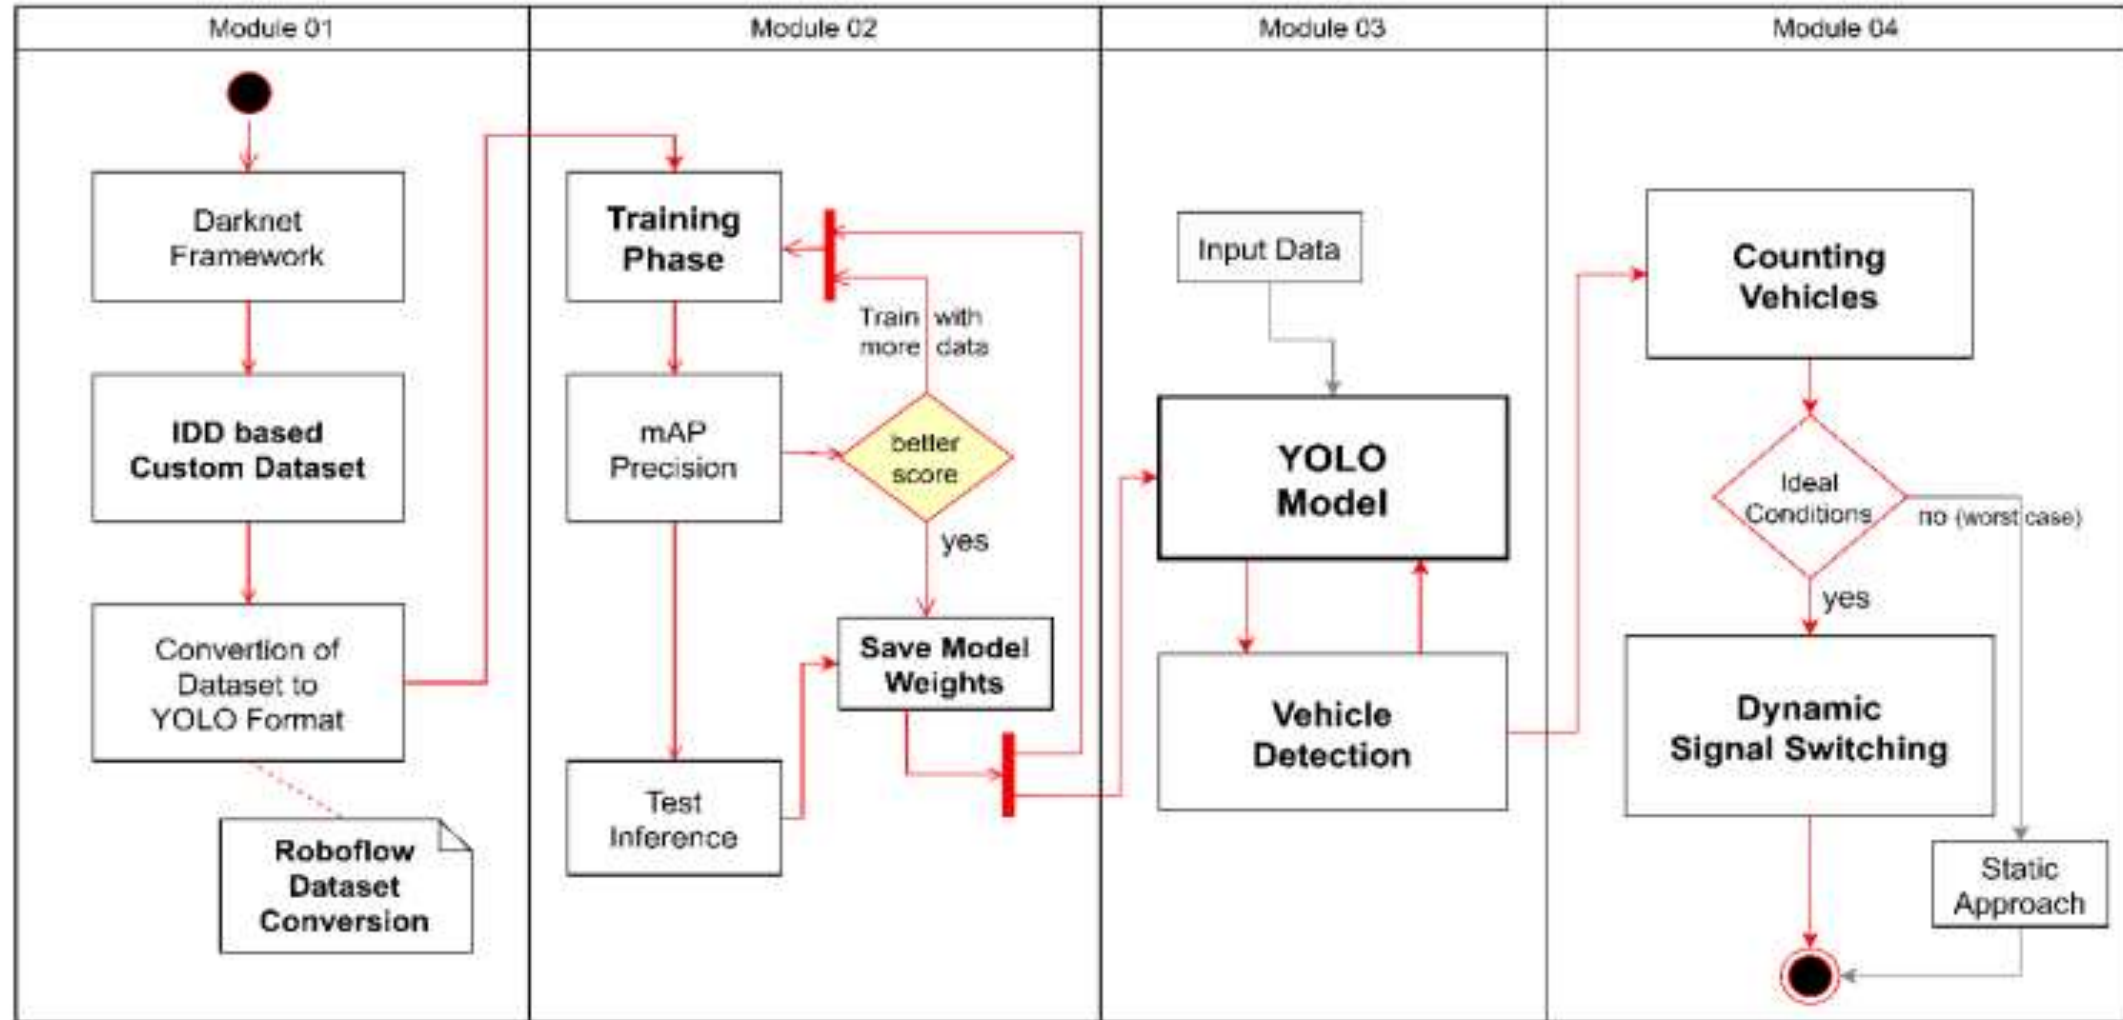 Module 01
Module 02
Module 03
Module 04
Darknet
Framework
IDD based
Custom Dataset
Convertion of
Dataset to
YOLO Format
Roboflow
Dataset
Conversion
Training
Phase
Train with
more data
mAP
Precision
better
score
yes
Save Model
Weights
Test
Inference
Input Data
YOLO
Model
Vehicle
Detection
Counting
Vehicles
Ideal
Conditions
no (worst case)
yes
Dynamic
Signal Switching
Static
Approach